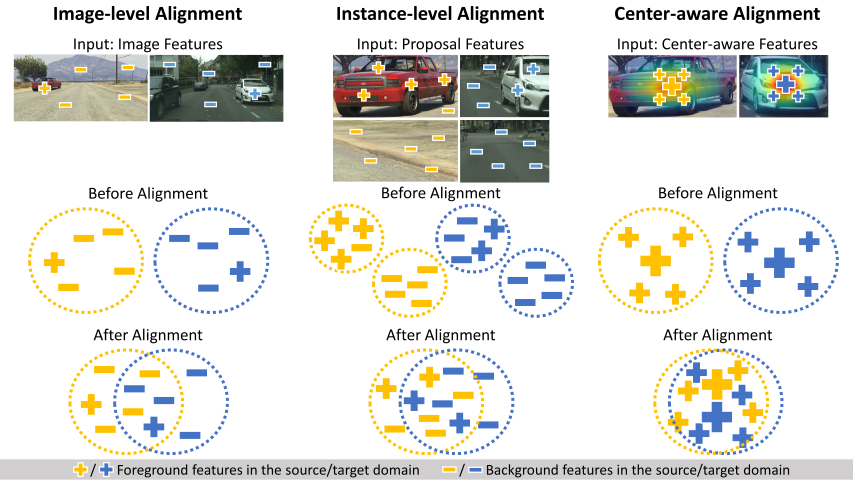 Image-level Alignment
Instance-level Alignment
Center-aware Alignment
Input: Image Features
Input: Proposal Features
Input: Center-aware Features
Before Alignment
Before Alignment
Before Alignment
After Alignment
After Alignment
After Alignment
/ Foreground features in the source/target domain
/ Background features in the source/target domain